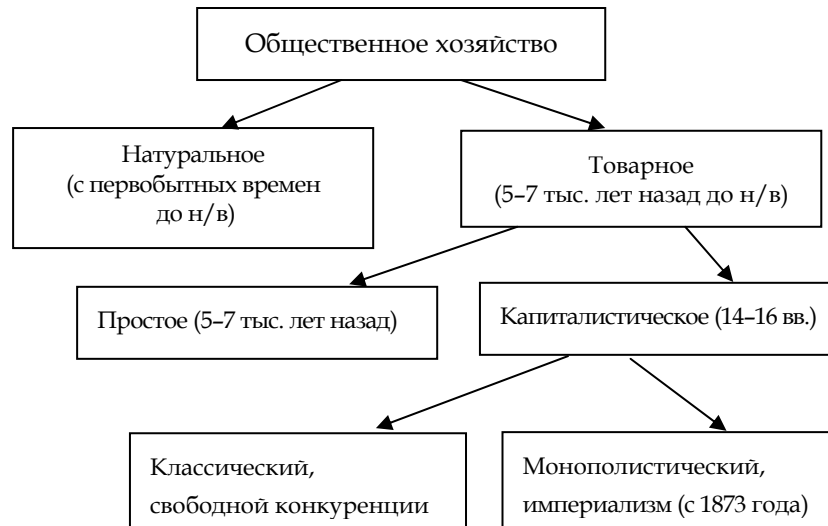 Общественное хозяйство
Натуральное
(с первобытных времен
до н/в)
Товарное
(5–7 тыс. лет назад до н/в)
Простое (5–7 тыс. лет назад)
Капиталистическое (14–16 вв.)
Классический,
свободной конкуренции
Монополистический,
империализм (с 1873 года)